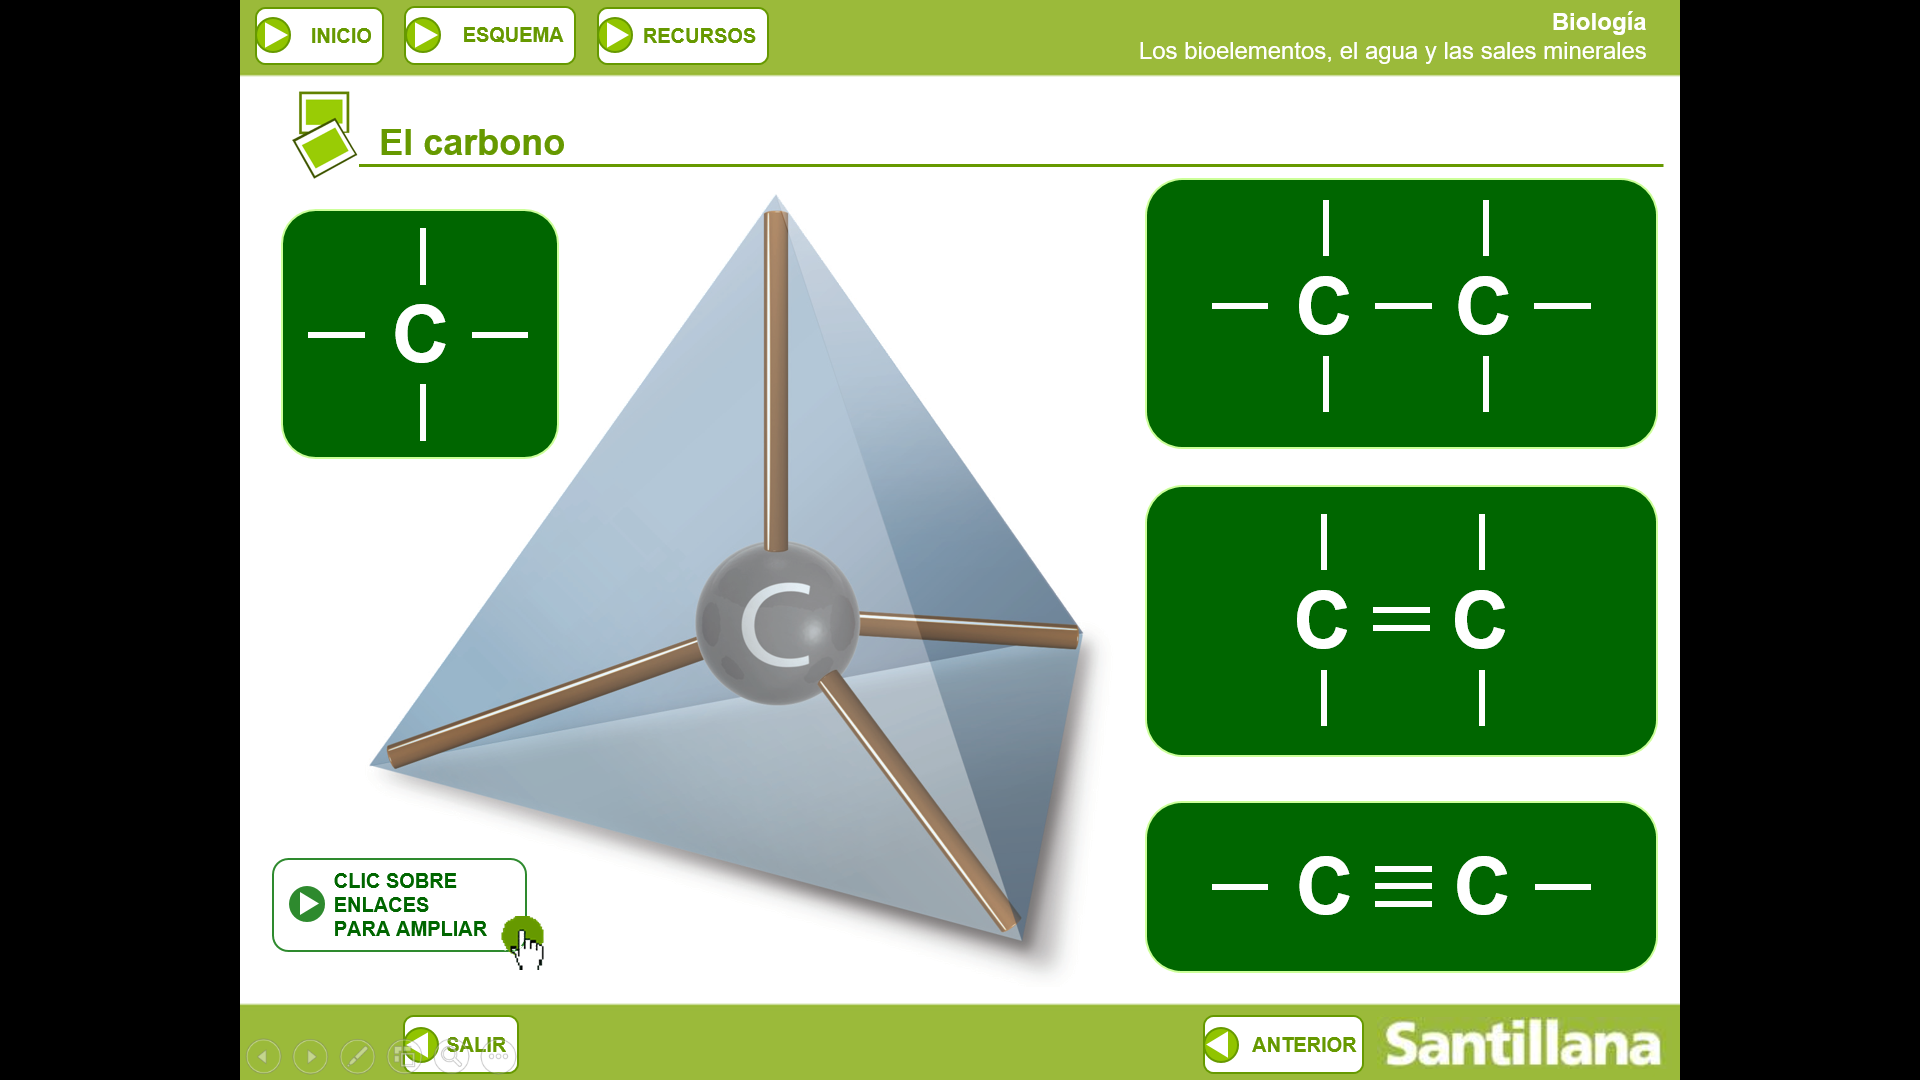 INICIO
ESQUEMA
RECURSOS
Biología
Los bioelementos, el agua y las sales minerales
El carbono
C
C
C — C
C = C
— C ≡ C —
CLIC SOBRE
ENLACES
PARA AMPLIAR
SALIR
ANTERIOR
Santillana